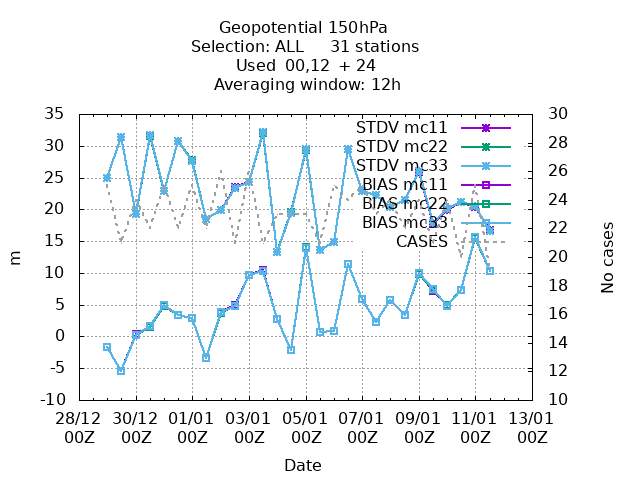 Geopotential 150hPa
Selection: ALL 31 stations
Used 00,12 + 24
Averaging window: 12h
35
30
25
20
15
10
5
0
-5
-10
m
30
28
26
24
22
20
18
16
14
12
10
No cases
STDV mc11
STDV mc22
STDV mc33
BIAS mc11
BIAS mc22
BIAS mc33
CASES
28/12 30/12 01/01 03/01 05/01 07/01 09/01 11/01 13/01
00Z 00Z 00Z 00Z 00Z 00Z 00Z 00Z 00Z
Date